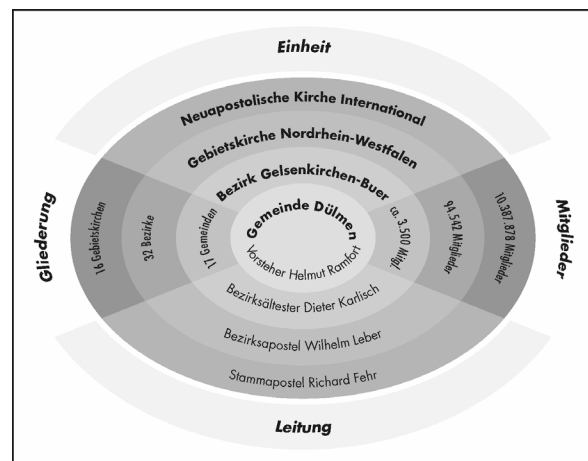 Einheit
Neuapostolische Kirche International
Gebietskirche Nordrhein-Westfalen
Bezirk Gelsenkirchen-Buer
Gemeinde Dülmen
Gliederung
16 Gebietskirchen
32 Bezirke
17 Gemeinden
ca. 3.500 Mitgl.
94.542 Mitglieder
10.387.878 Mitglieder
Mitglieder
Vorsteher Helmut Ramfort
Bezirksältester Dieter Karlisch
Bezirksapostel Wilhelm Leber
Stammapostel Richard Fehr
Leitung